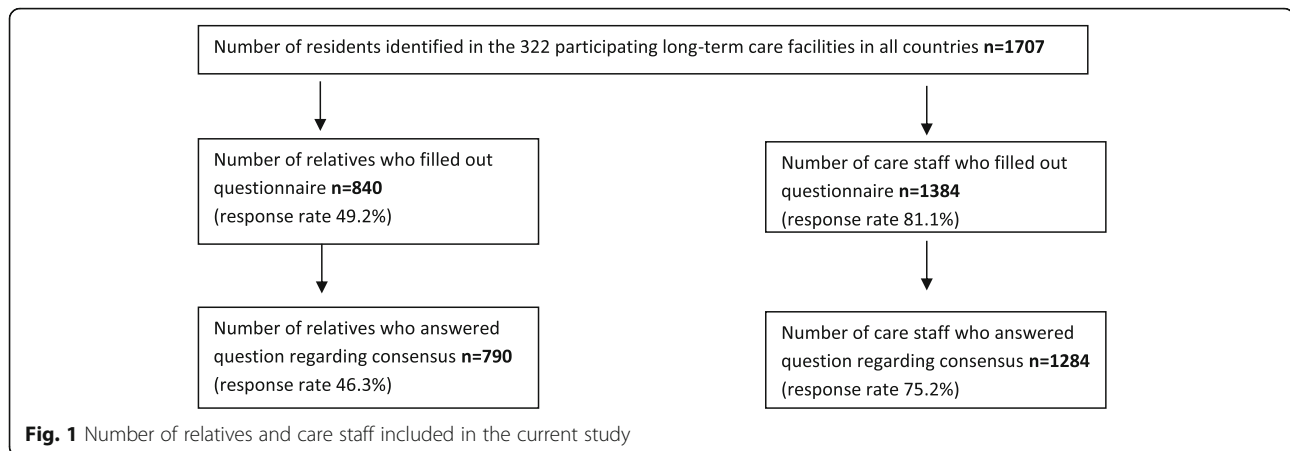 Number of residents identified in the 322 participating long-term care facilities in all countries n=1707
Number of relatives who filled out
questionnaire n=840
(response rate 49.2%)
Number of care staff who filled out
questionnaire n=1384
(response rate 81.1%)
Number of relatives who answered
question regarding consensus n=790
(response rate 46.3%)
Number of care staff who answered
question regarding consensus n=1284
(response rate 75.2%)
Fig. 1 Number of relatives and care staff included in the current study